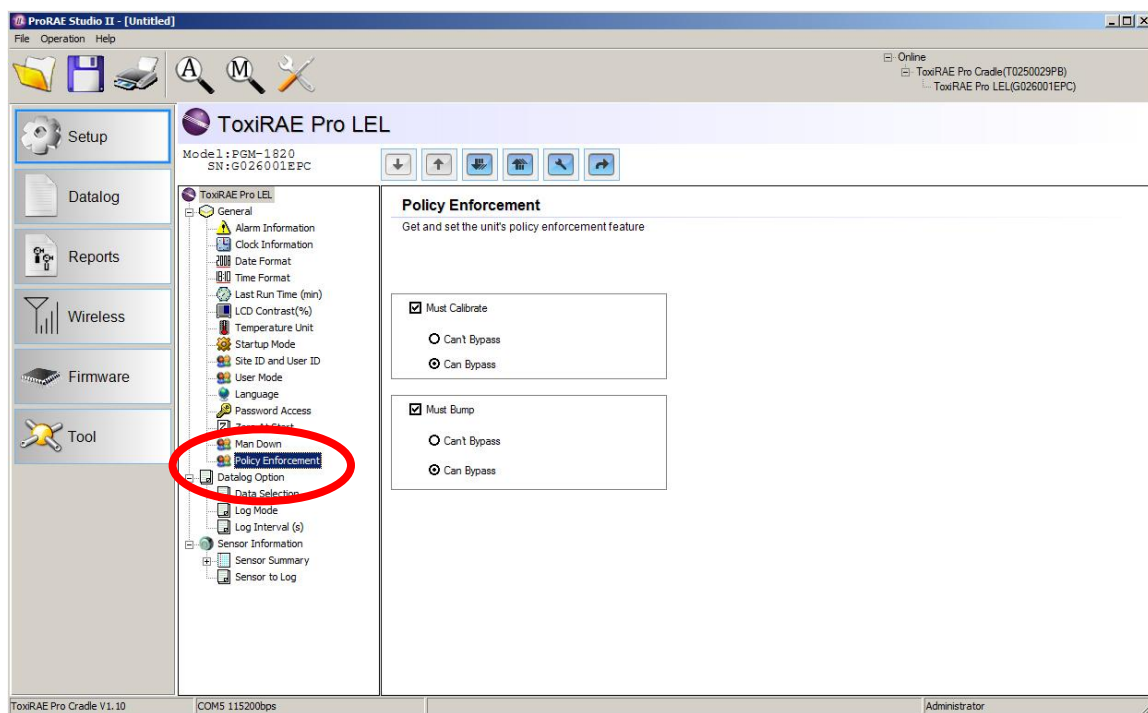 ProRAE Studio II - [Untitled]
File Operation Help
A M
Online
ToxiRAE Pro Cradle(T0250029PB)
ToxiRAE Pro LEL(G026001EPC)
Setup
Datalog
Reports
Wireless
Firmware
Tool
ToxiRAE Pro LEL
Model:PGM-1820
SN:G026001EPC
ToxiRAE Pro LEL
General
Alarm Information
Clock Information
Date Format
Time Format
Last Run Time (min)
LCD Contrast(%)
Temperature Unit
Startup Mode
Site ID and User ID
User Mode
Language
Password Access
Zero At Start
Man Down
Policy Enforcement
Datalog Option
Data Selection
Log Mode
Log Interval (s)
Sensor Information
Sensor Summary
Sensor to Log
Policy Enforcement
Get and set the unit's policy enforcement feature
Must Calibrate
Can't Bypass
Can Bypass
Must Bump
Can't Bypass
Can Bypass
ToxiRAE Pro Cradle V1.10
COM5 115200bps
Administrator